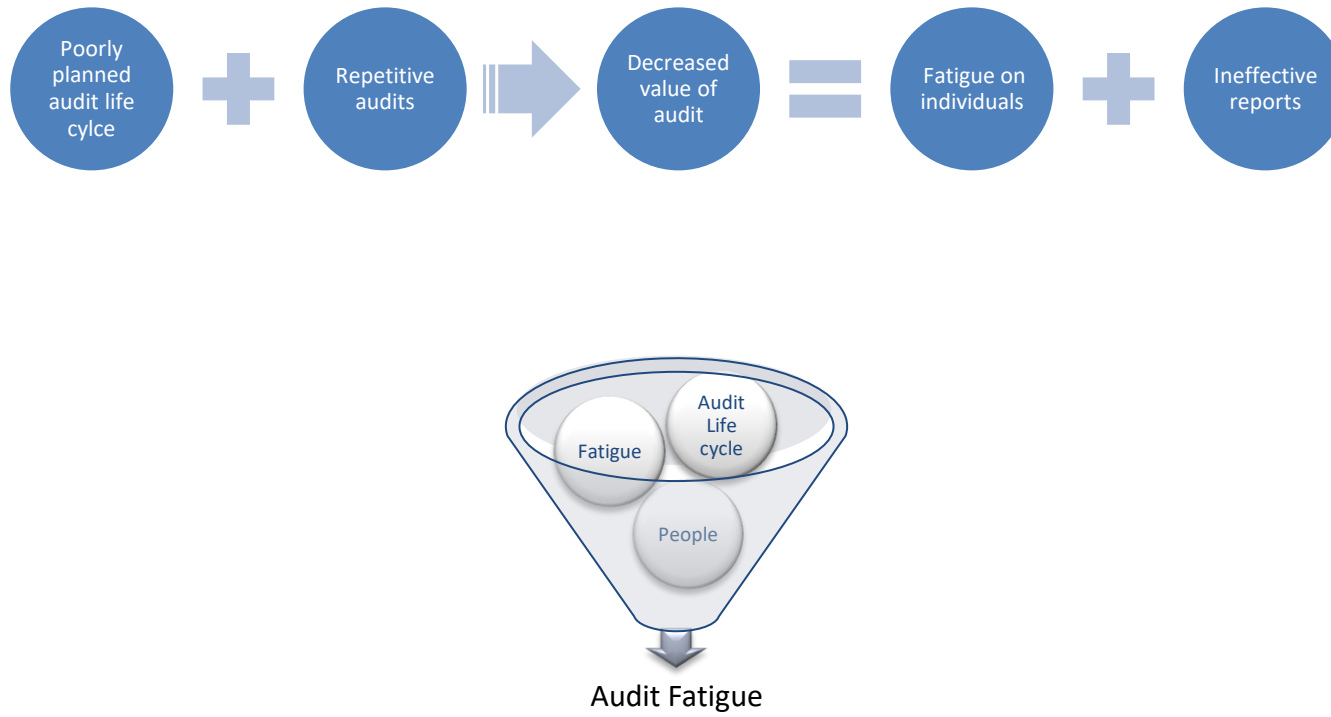 Poorly
planned
audit life
cylce
Repetitive
audits
Decreased
value of
audit
Fatigue on
individuals
Ineffective
reports
Audit
Life
cycle
Fatigue
People
Audit Fatigue